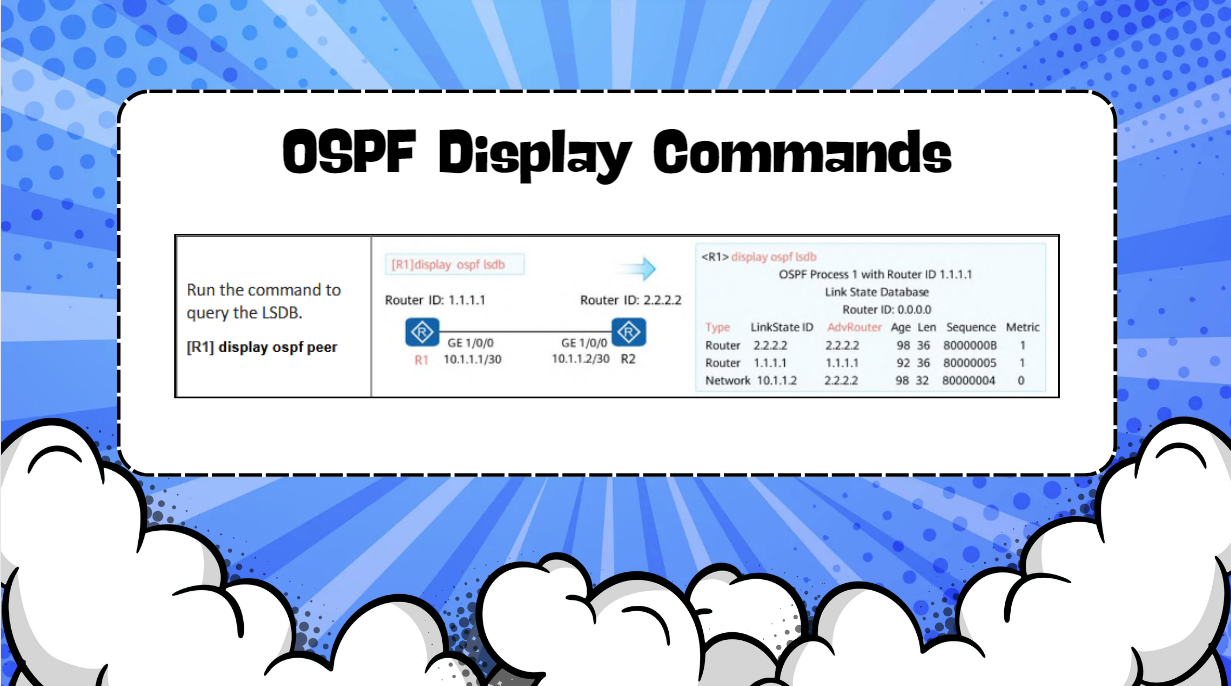 OSPF Display Commands
Run the command to
query the LSDB.
[R1] display ospf peer
[R1]display ospf lsdb
Router ID: 1.1.1.1
Router ID: 2.2.2.2
R
R
GE 1/0/0
GE 1/0/0
R1
10.1.1.1/30
10.1.1.2/30
R2
<R1>display ospf lsdb
OSPF Process 1 with Router ID 1.1.1.1
Link State Database
Router ID: 0.0.0.0
Type LinkState ID AdvRouter Age Len Sequence Metric
Router 2.2.2.2 2.2.2.2 98 36 8000000B 1
Router 1.1.1.1 1.1.1.1 92 36 80000005 1
Network 10.1.1.2 2.2.2.2 98 32 80000004 0